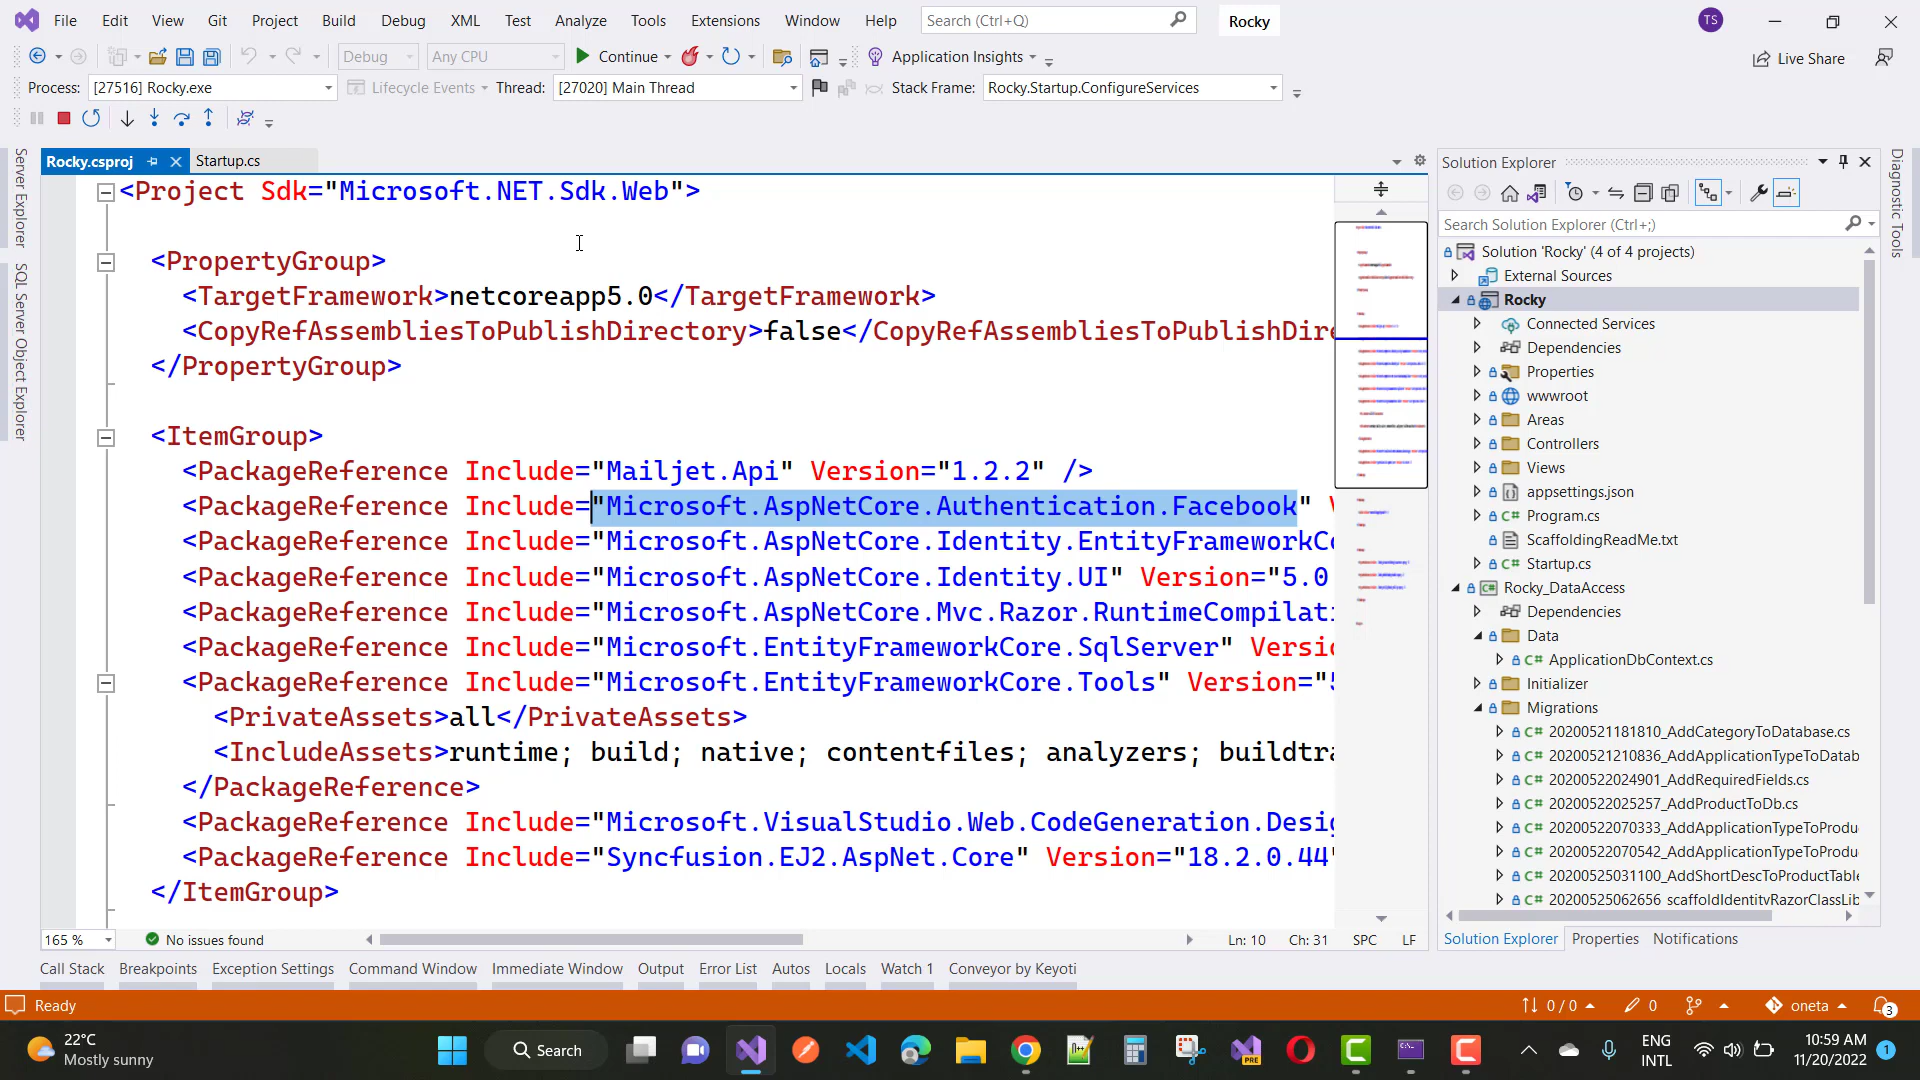 File Edit View Git Project Build Debug XML Test Analyze Tools Extensions Window Help Search (Ctrl+Q) Rocky TS
Debug Any CPU Continue Application Insights Live Share
Process: [27516] Rocky.exe Lifecycle Events Thread: [27020] Main Thread Stack Frame: Rocky.Startup.ConfigureServices
Server Explorer
SQL Server Object Explorer
Rocky.csproj Startup.cs
<Project Sdk="Microsoft.NET.Sdk.Web">
<PropertyGroup>
<TargetFramework>netcoreapp5.0</TargetFramework>
<CopyRefAssembliesToPublishDirectory>false</CopyRefAssembliesToPublishDire
</PropertyGroup>
<ItemGroup>
<PackageReference Include="Mailjet.Api" Version="1.2.2" />
<PackageReference Include="Microsoft.AspNetCore.Authentication.Facebook" V
<PackageReference Include="Microsoft.AspNetCore.Identity.EntityFrameworkCo
<PackageReference Include="Microsoft.AspNetCore.Identity.UI" Version="5.0
<PackageReference Include="Microsoft.AspNetCore.Mvc.Razor.RuntimeCompilati
<PackageReference Include="Microsoft.EntityFrameworkCore.SqlServer" Versio
<PackageReference Include="Microsoft.EntityFrameworkCore.Tools" Version="5
<PrivateAssets>all</PrivateAssets>
<IncludeAssets>runtime; build; native; contentfiles; analyzers; buildtra
</PackageReference>
<PackageReference Include="Microsoft.VisualStudio.Web.CodeGeneration.Desig
<PackageReference Include="Syncfusion.EJ2.AspNet.Core" Version="18.2.0.44"
</ItemGroup>
165 % No issues found Ln: 10 Ch: 31 SPC LF
Solution Explorer
Search Solution Explorer (Ctrl+;)
Solution 'Rocky' (4 of 4 projects)
External Sources
Rocky
Connected Services
Dependencies
Properties
wwwroot
Areas
Controllers
Views
appsettings.json
Program.cs
ScaffoldingReadMe.txt
C# Startup.cs
C# Rocky_DataAccess
Dependencies
Data
C# ApplicationDbContext.cs
Initializer
Migrations
C# 20200521181810_AddCategoryToDatabase.cs
C# 20200521210836_AddApplicationTypeToDatab
C# 20200522024901_AddRequiredFields.cs
C# 20200522025257_AddProductToDb.cs
C# 20200522070333_AddApplicationTypeToProdu
C# 20200522070542_AddApplicationTypeToProdu
C# 20200525031100_AddShortDescToProductTable
C# 20200525062656_scaffoldIdentityRazorClassLib
Solution Explorer Properties Notifications
Diagnostic Tools
Call Stack Breakpoints Exception Settings Command Window Immediate Window Output Error List Autos Locals Watch 1 Conveyor by Keyoti
Ready 0 / 0 0 oneta 3
22°C
Mostly sunny
Search
PRE
ENG
INTL
10:59 AM
11/20/2022
1